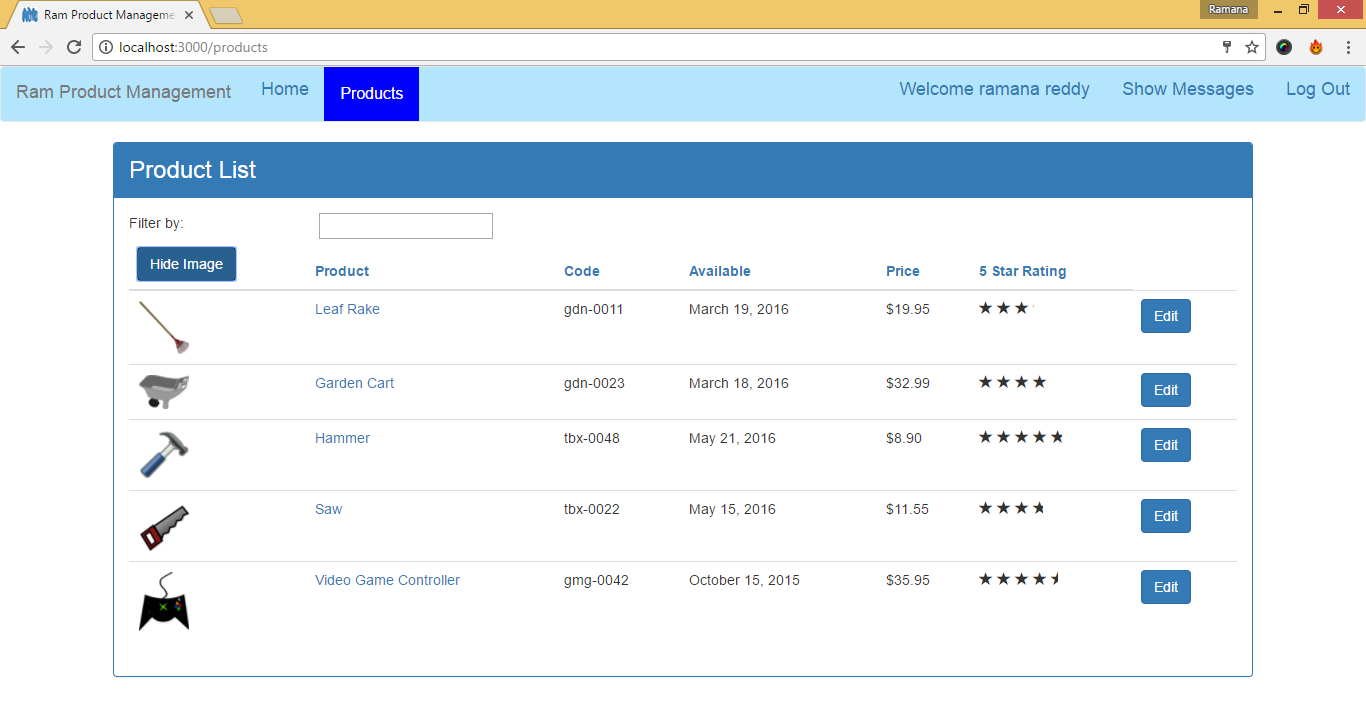 Ram Product Manageme
Ramana
localhost:3000/products
Ram Product Management Home Products Welcome ramana reddy Show Messages Log Out
Product List
Filter by:
Hide Image Product Code Available Price 5 Star Rating
Leaf Rake gdn-0011 March 19, 2016 $19.95 Edit
Garden Cart gdn-0023 March 18, 2016 $32.99 Edit
Hammer tbx-0048 May 21, 2016 $8.90 Edit
Saw tbx-0022 May 15, 2016 $11.55 Edit
Video Game Controller gmg-0042 October 15, 2015 $35.95 Edit